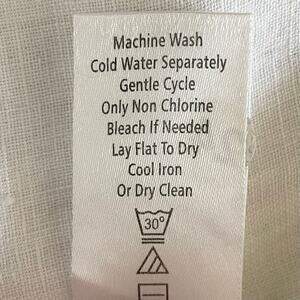 Machine Wash
Cold Water Separately
Gentle Cycle
Only Non Chlorine
Bleach If Needed
Lay Flat To Dry
Cool Iron
Or Dry Clean
30°